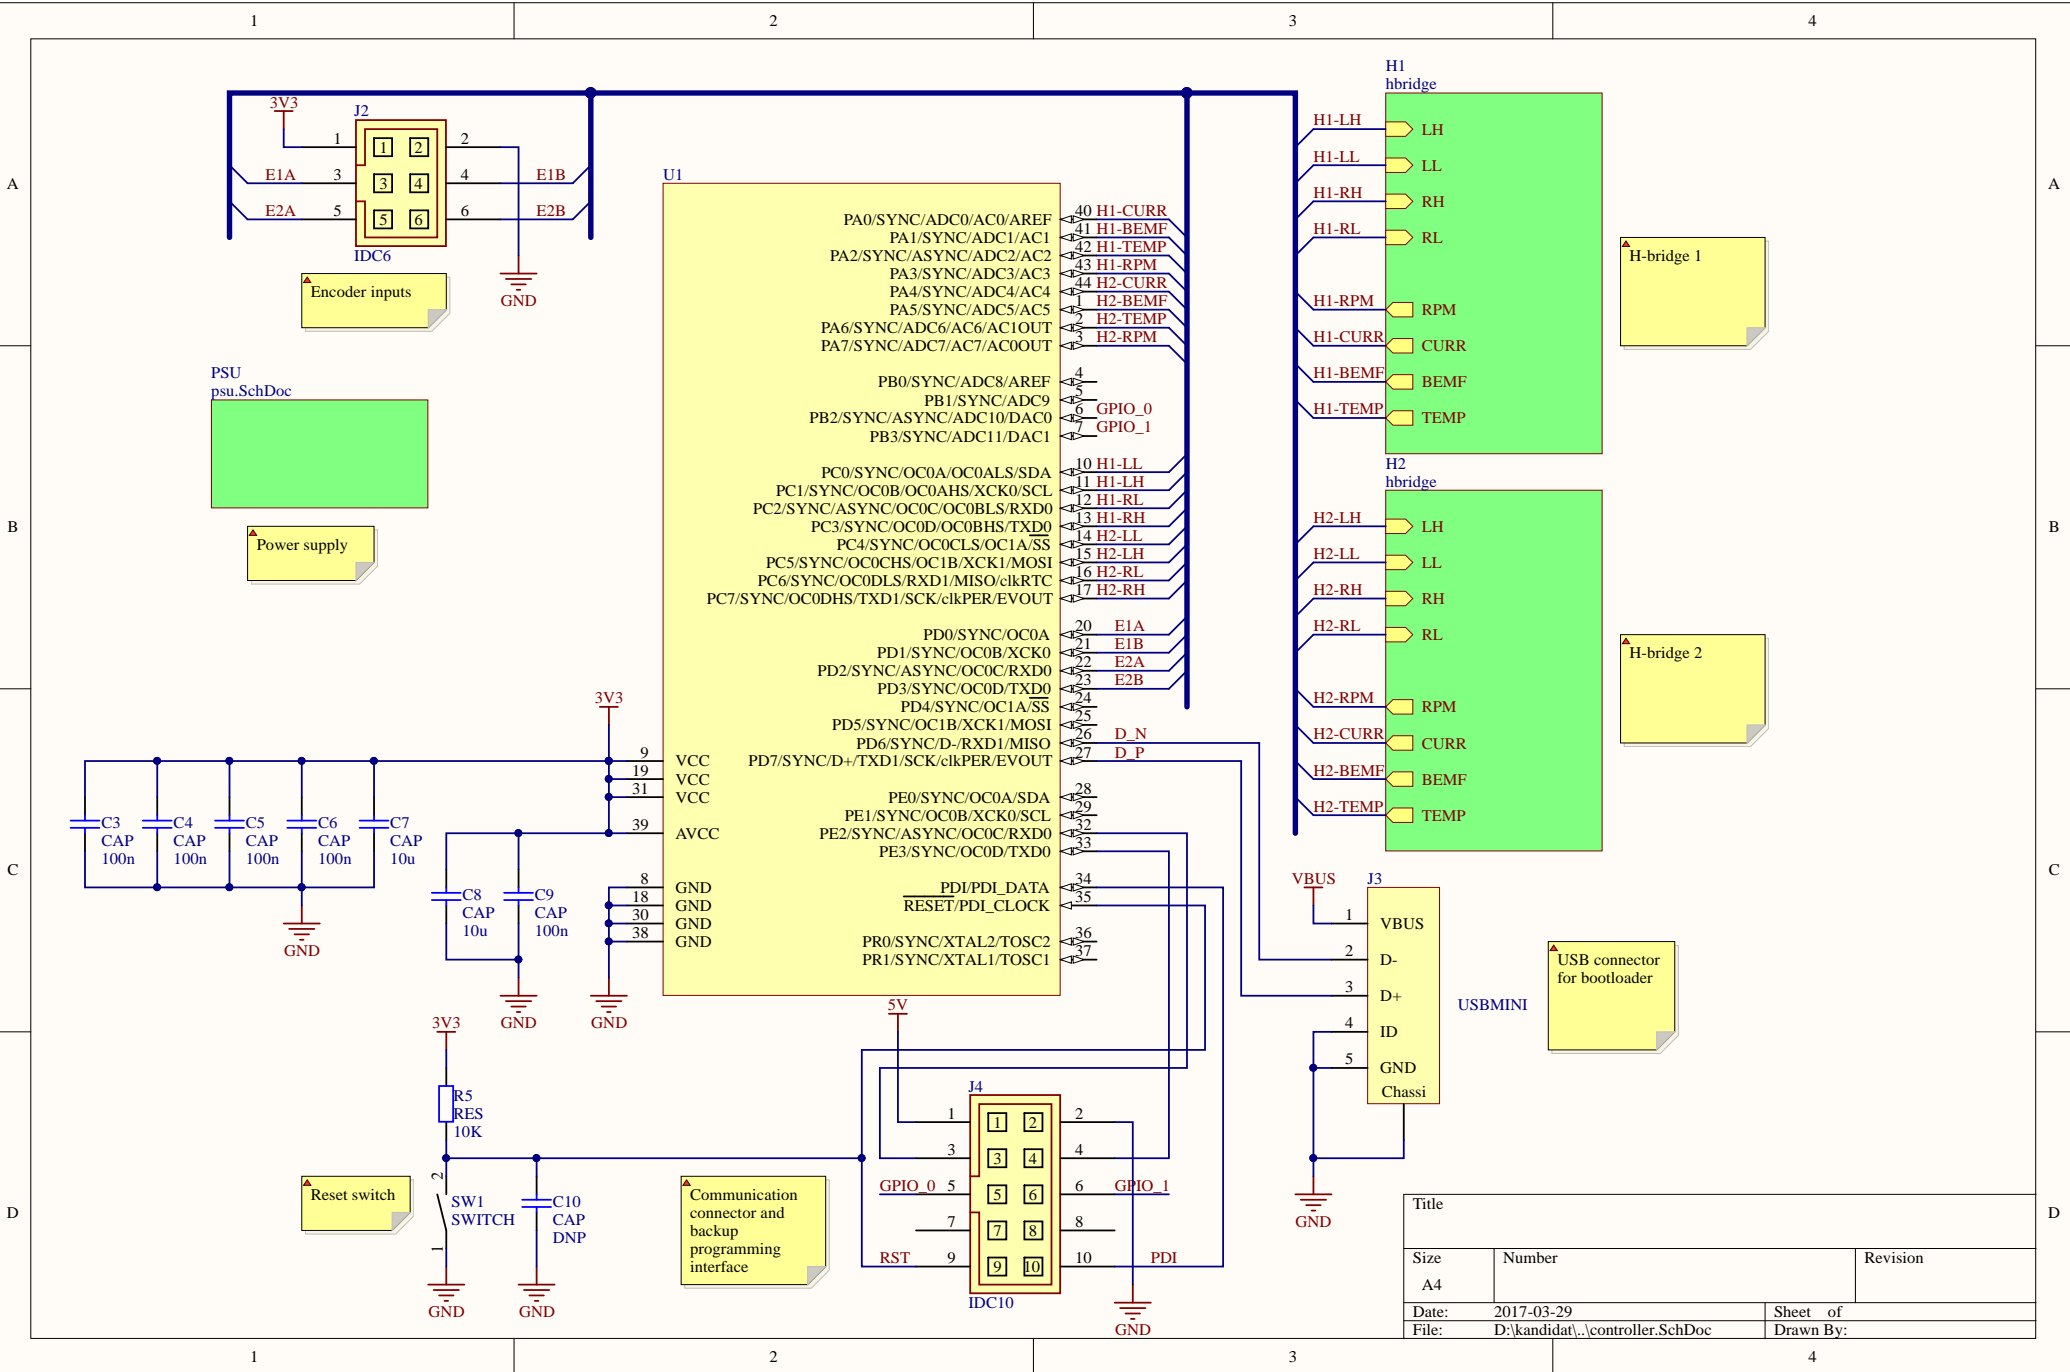 1 2 3 4
A
B
C
D
A
B
C
D
1 2 3 4
3V3
J2
1 1 2 2
E1A 3 3 4 4 E1B
E2A 5 5 6 6 E2B
IDC6
GND
Encoder inputs
PSU
psu.SchDoc
Power supply
U1
PA0/SYNC/ADC0/AC0/AREF 40 H1-CURR
PA1/SYNC/ADC1/AC1 41 H1-BEMF
PA2/SYNC/ASYNC/ADC2/AC2 42 H1-TEMP
PA3/SYNC/ADC3/AC3 43 H1-RPM
PA4/SYNC/ADC4/AC4 44 H2-CURR
PA5/SYNC/ADC5/AC5 1 H2-BEMF
PA6/SYNC/ADC6/AC6/AC1OUT 2 H2-TEMP
PA7/SYNC/ADC7/AC7/AC0OUT 3 H2-RPM
PB0/SYNC/ADC8/AREF 4
PB1/SYNC/ADC9 5
PB2/SYNC/ASYNC/ADC10/DAC0 6 GPIO_0
PB3/SYNC/ADC11/DAC1 7 GPIO_1
PC0/SYNC/OC0A/OC0ALS/SDA 10 H1-LL
PC1/SYNC/OC0B/OC0AHS/XCK0/SCL 11 H1-LH
PC2/SYNC/ASYNC/OC0C/OC0BLS/RXD0 12 H1-RL
PC3/SYNC/OC0D/OC0BHS/TXD0 13 H1-RH
PC4/SYNC/OC0CLS/OC1A/SS 14 H2-LL
PC5/SYNC/OC0CHS/OC1B/XCK1/MOSI 15 H2-LH
PC6/SYNC/OC0DLS/RXD1/MISO/clkRTC 16 H2-RL
PC7/SYNC/OC0DHS/TXD1/SCK/clkPER/EVOUT 17 H2-RH
PD0/SYNC/OC0A 20 E1A
PD1/SYNC/OC0B/XCK0 21 E1B
PD2/SYNC/ASYNC/OC0C/RXD0 22 E2A
PD3/SYNC/OC0D/TXD0 23 E2B
PD4/SYNC/OC1A/SS 24
PD5/SYNC/OC1B/XCK1/MOSI 25
PD6/SYNC/D-/RXD1/MISO 26 D_N
PD7/SYNC/D+/TXD1/SCK/clkPER/EVOUT 27 D_P
PE0/SYNC/OC0A/SDA 28
PE1/SYNC/OC0B/XCK0/SCL 29
PE2/SYNC/ASYNC/OC0C/RXD0 32
PE3/SYNC/OC0D/TXD0 33
PDI/PDI_DATA 34
RESET/PDI_CLOCK 35
PR0/SYNC/XTAL2/TOSC2 36
PR1/SYNC/XTAL1/TOSC1 37
3V3
9 VCC
19 VCC
31 VCC
39 AVCC
8 GND
18 GND
30 GND
38 GND
C3
CAP
100n
C4
CAP
100n
C5
CAP
100n
C6
CAP
100n
C7
CAP
10u
GND
C8
CAP
10u
C9
CAP
100n
GND
GND
H1
hbridge
H1-LH LH
H1-LL LL
H1-RH RH
H1-RL RL
H1-RPM RPM
H1-CURR CURR
H1-BEMF BEMF
H1-TEMP TEMP
H-bridge 1
H2
hbridge
H2-LH LH
H2-LL LL
H2-RH RH
H2-RL RL
H2-RPM RPM
H2-CURR CURR
H2-BEMF BEMF
H2-TEMP TEMP
H-bridge 2
VBUS
J3
1 VBUS
2 D-
3 D+
4 ID
5 GND
Chassi
USBMINI
GND
USB connector
for bootloader
3V3
R5
RES
10K
2
SW1
SWITCH
1
GND
C10
CAP
DNP
GND
Reset switch
Communication
connector and
backup
programming
interface
5V
J4
1 1 2 2
3 3 4 4
GPIO_0 5 5 6 6 GPIO_1
7 7 8 8
RST 9 9 10 10 PDI
IDC10
GND
Title
Size Number Revision
A4
Date: 2017-03-29 Sheet of
File: D:\kandidat\..\controller.SchDoc Drawn By: